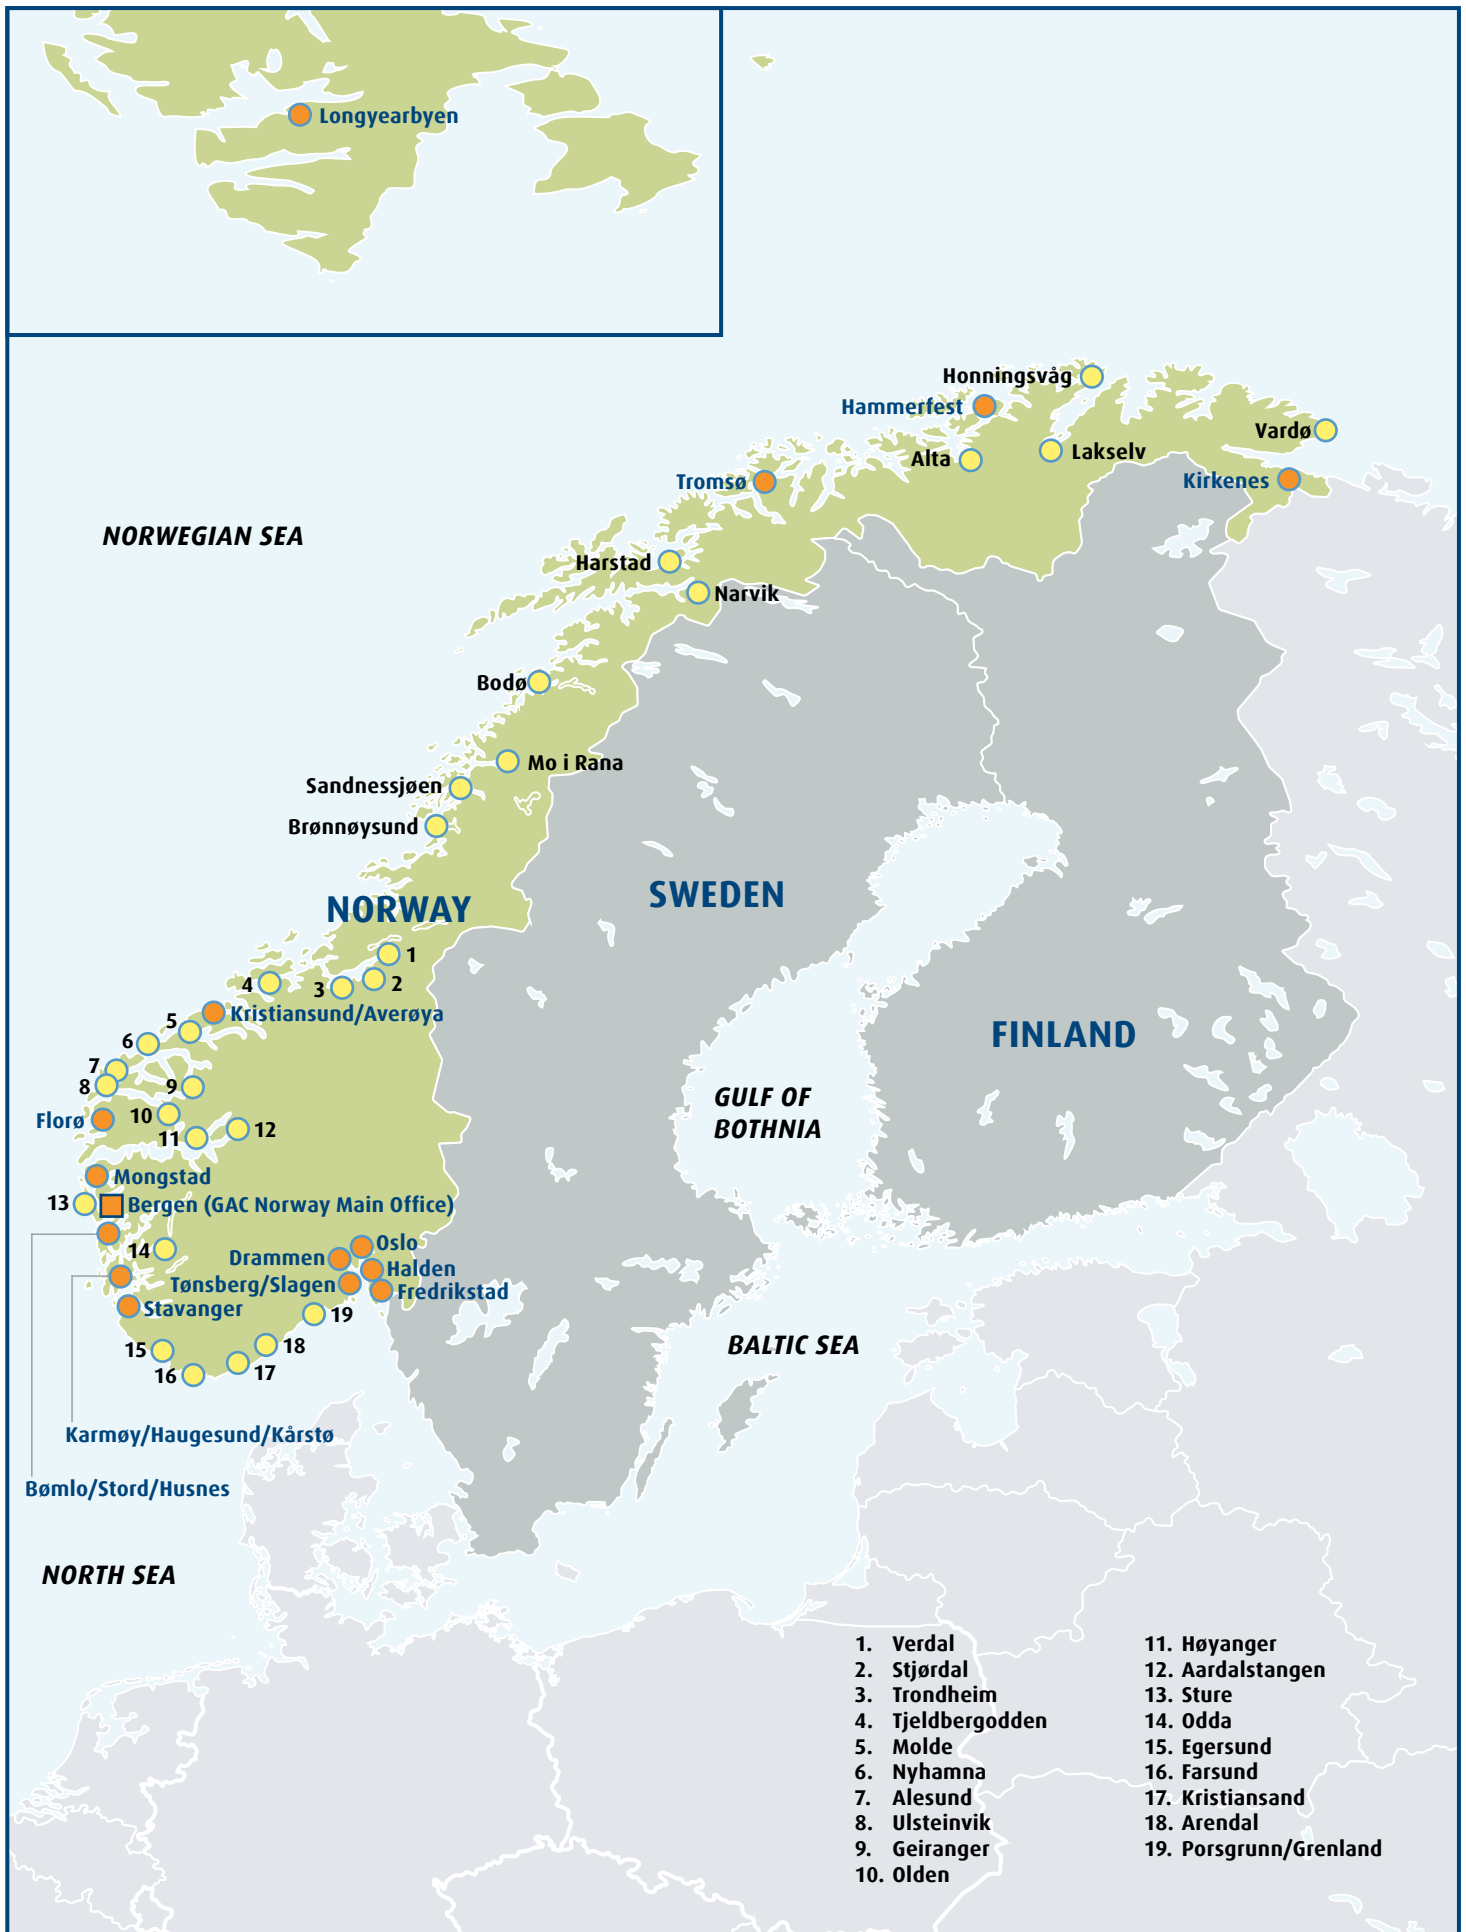 Longyearbyen
Honningsvåg
Hammerfest
Vardø
Alta
Lakselv
Tromsø
Kirkenes
NORWEGIAN SEA
Harstad
Narvik
Bodø
Mo i Rana
Sandnessjøen
Brønnøysund
SWEDEN
NORWAY
1
2
3
4
Kristiansund/Averøya
5
6
FINLAND
7
8
9
GULF OF
BOTHNIA
Florø
10
11
12
Mongstad
13
Bergen (GAC Norway Main Office)
14
Oslo
Drammen
Halden
Tønsberg/Slagen
Fredrikstad
Stavanger
19
15
18
BALTIC SEA
16
17
Karmøy/Haugesund/Kårstø
Bømlo/Stord/Husnes
NORTH SEA
1. Verdal
2. Stjørdal
3. Trondheim
4. Tjeldbergodden
5. Molde
6. Nyhamna
7. Alesund
8. Ulsteinvik
9. Geiranger
10. Olden
11. Høyanger
12. Aardalstangen
13. Sture
14. Odda
15. Egersund
16. Farsund
17. Kristiansand
18. Arendal
19. Porsgrunn/Grenland